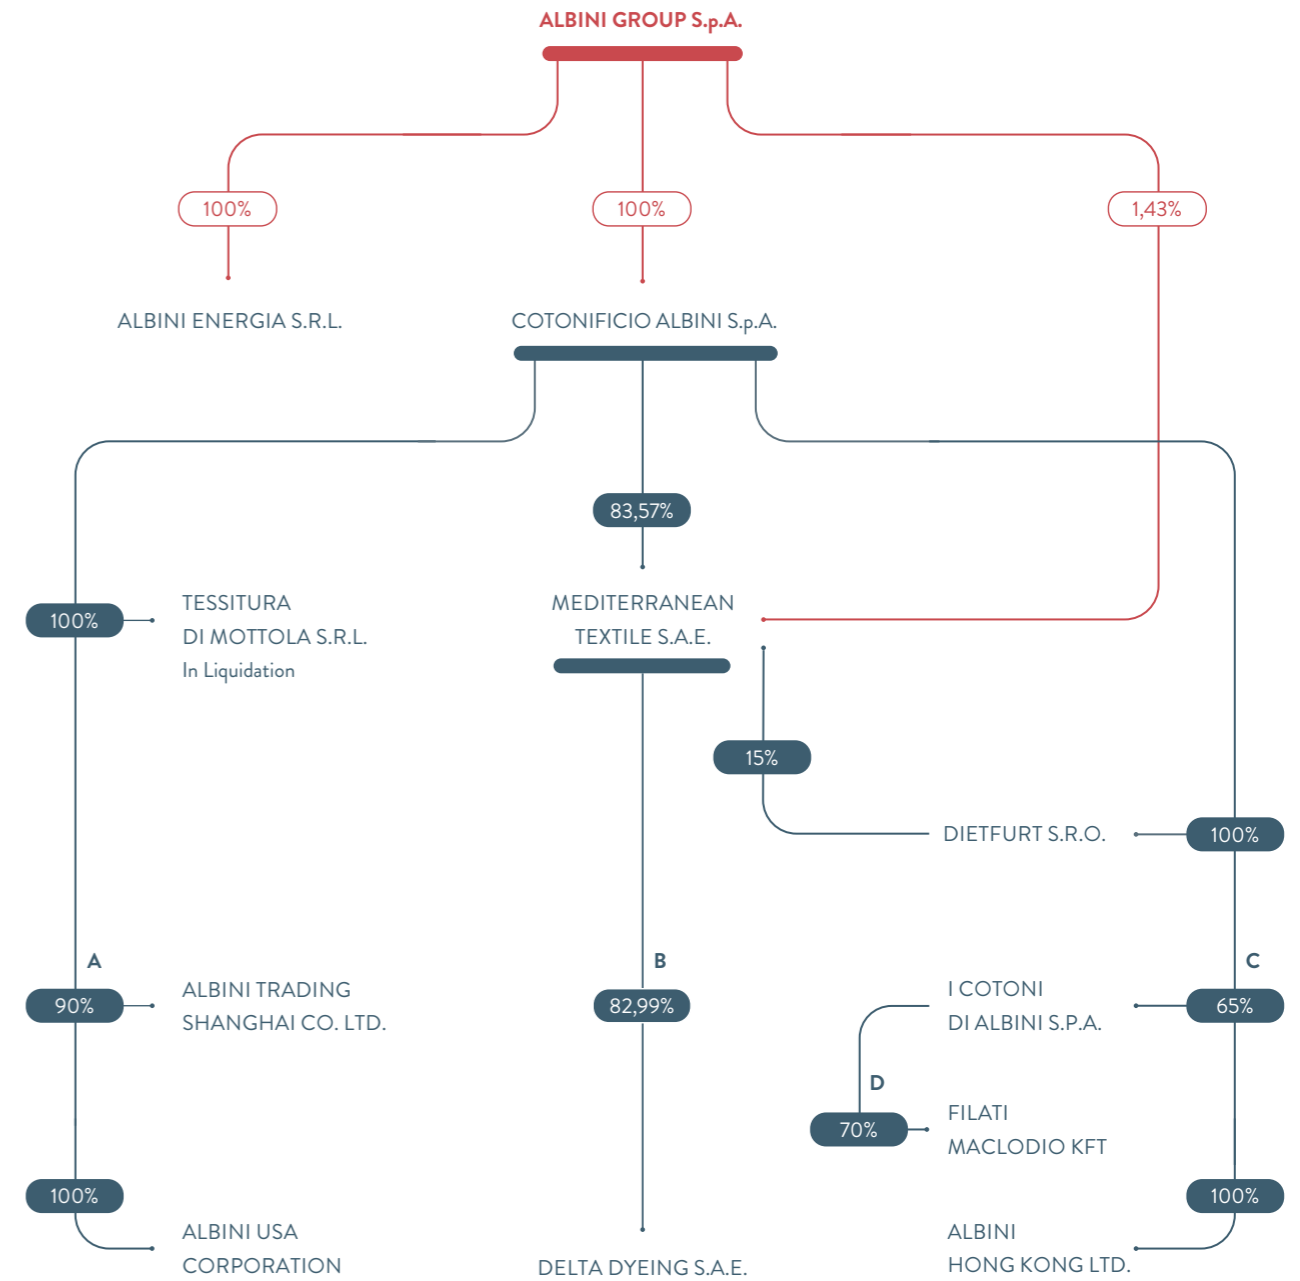 ALBINI GROUP S.p.A.
100%
100%
1,43%
ALBINI ENERGIA S.R.L.
COTONIFICIO ALBINI S.p.A.
83,57%
100%
TESSITURA
DI MOTTOLA S.R.L.
In Liquidation
MEDITERRANEAN
TEXTILE S.A.E.
15%
DIETFURT S.R.O.
100%
A
90%
ALBINI TRADING
SHANGHAI CO. LTD.
B
82,99%
I COTONI
DI ALBINI S.P.A.
C
65%
D
70%
FILATI
MACLODIO KFT
100%
ALBINI USA
CORPORATION
DELTA DYEING S.A.E.
100%
ALBINI
HONG KONG LTD.